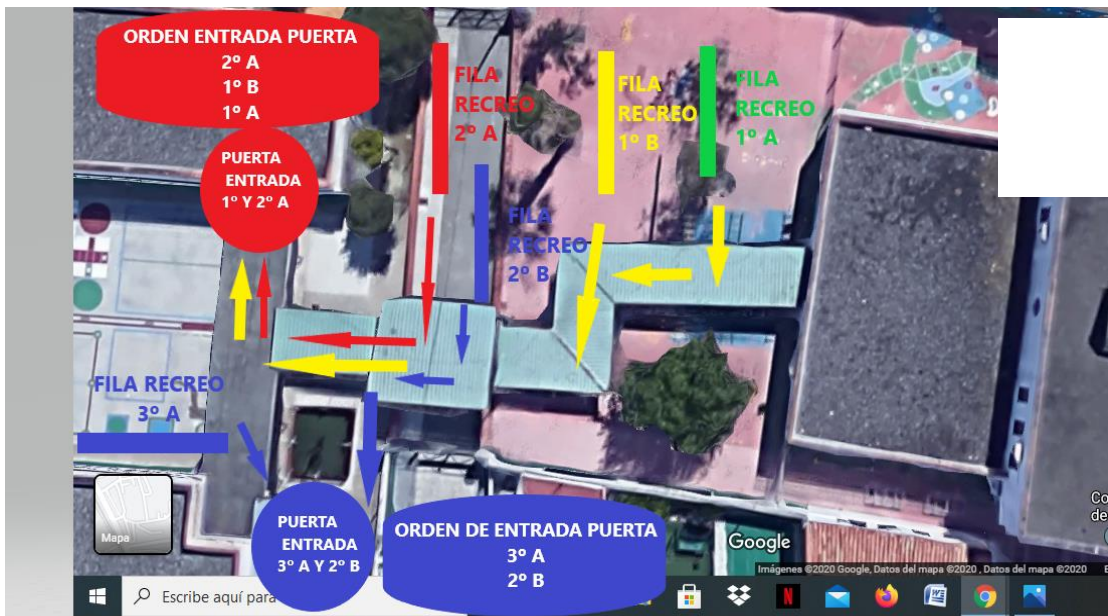 ORDEN ENTRADA PUERTA
2º A
1º B
1º A
PUERTA
ENTRADA
1º Y 2º A
FILA
RECREO
2º A
FILA
RECREO
2º B
FILA
RECREO
1º B
FILA
RECREO
1º A
FILA RECREO
3º A
PUERTA
ENTRADA
3º A Y 2º B
ORDEN DE ENTRADA PUERTA
3º A
2º B
Mapa
Google
Imágenes ©2020 Google, Datos del mapa ©2020 , Datos del mapa ©2020
Escribe aquí para